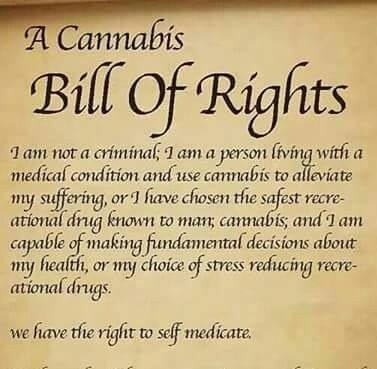 A Cannabis
Bill Of Rights
I am not a criminal; I am a person living with a
medical condition and use cannabis to alleviate
my suffering, or I have chosen the safest recre-
ational drug known to man; cannabis; and I am
capable of making fundamental decisions about
my health, or my choice of stress reducing recre-
ational drugs.
we have the right to self medicate.